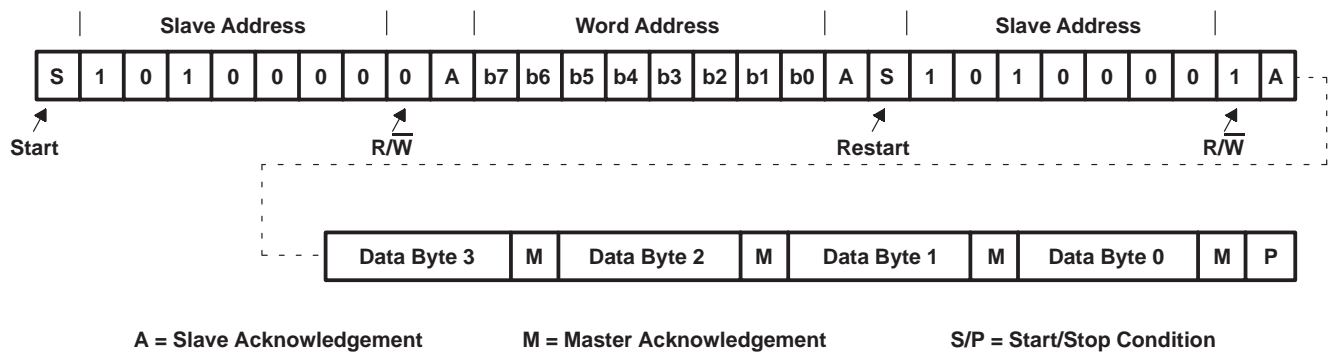 Slave Address Word Address Slave Address
S 1 0 1 0 0 0 0 0 A b7 b6 b5 b4 b3 b2 b1 b0 A S 1 0 1 0 0 0 0 1 A
Start R/W Restart R/W
Data Byte 3 M Data Byte 2 M Data Byte 1 M Data Byte 0 M P
A = Slave Acknowledgement M = Master Acknowledgement S/P = Start/Stop Condition